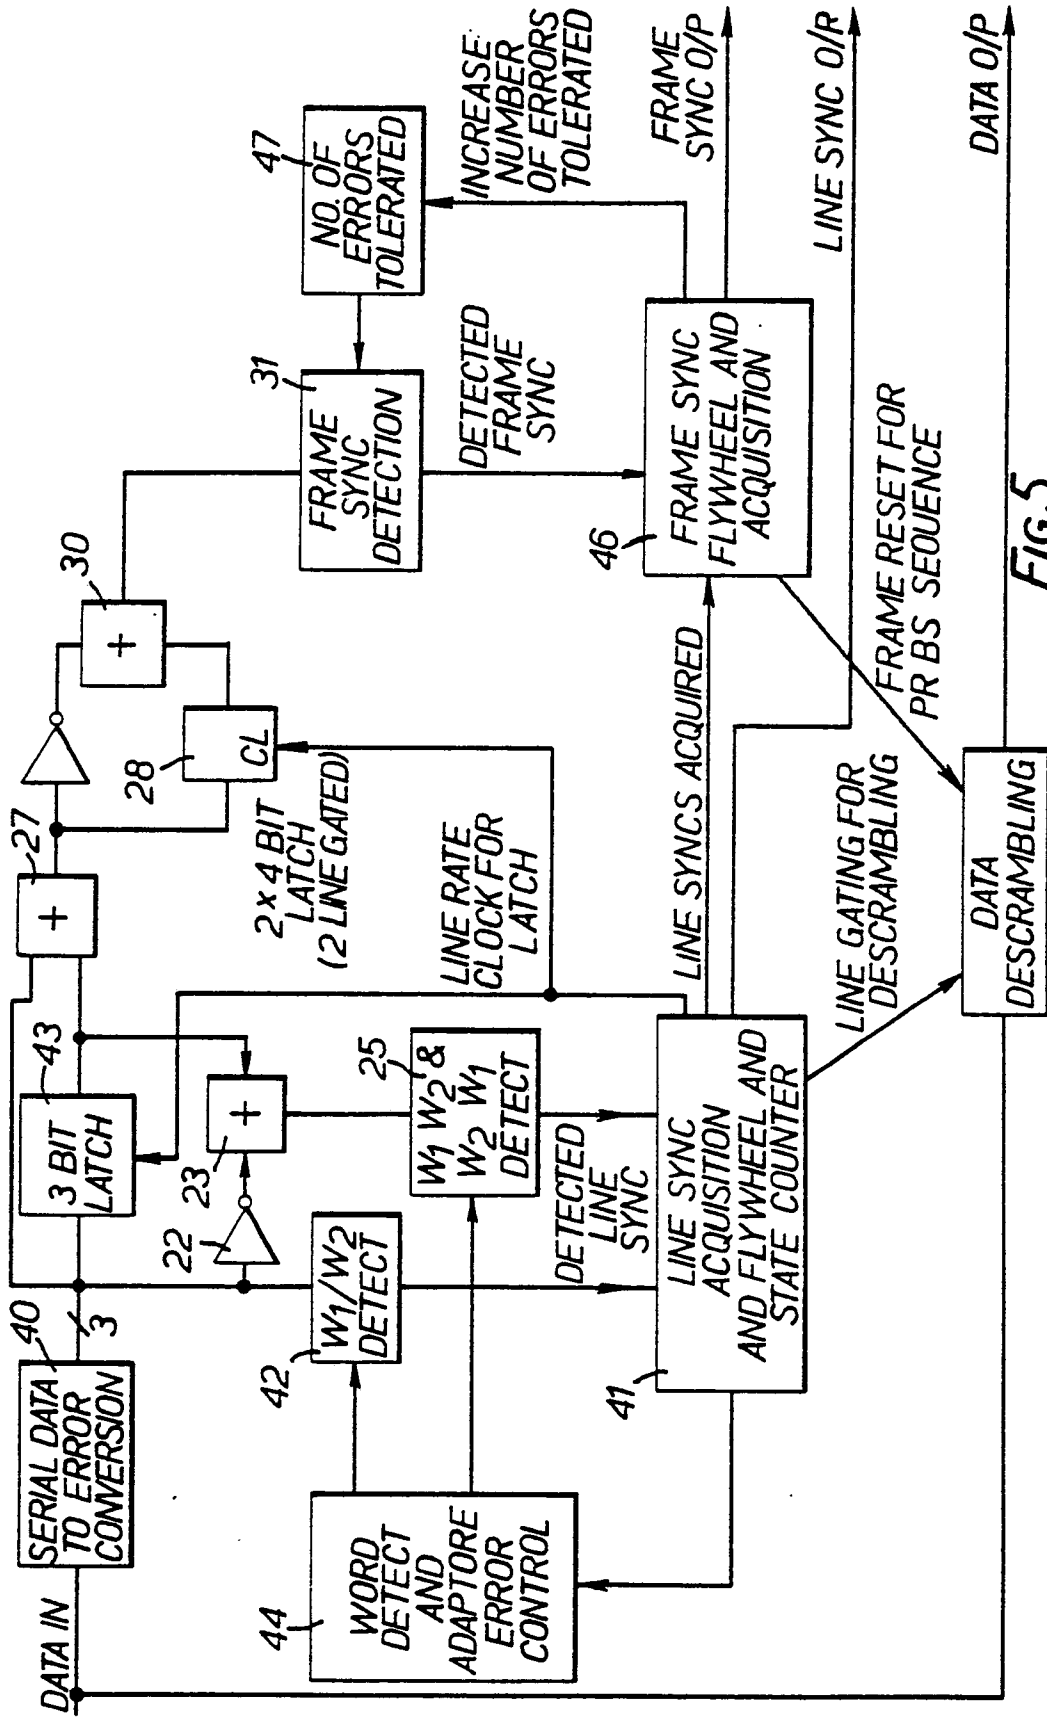 DATA IN
40
SERIAL DATA
TO ERROR
CONVERSION
3
43
3 BIT
LATCH
27
+
22
23
+
28
CL
30
+
2 x 4 BIT
LATCH
(2 LINE GATED)
31
FRAME
SYNC
DETECTION
47
NO. OF
ERRORS
TOLERATED
42
W1/W2
DETECT
25
W1 W2 &
W2 W1
DETECT
LINE RATE
CLOCK FOR
LATCH
DETECTED
FRAME
SYNC
INCREASE
NUMBER
OF ERRORS
TOLERATED
44
WORD
DETECT
AND
ADAPTORE
ERROR
CONTROL
DETECTED
LINE
SYNC
41
LINE SYNC
ACQUISITION
AND FLYWHEEL AND
STATE COUNTER
LINE SYNCS ACQUIRED
46
FRAME SYNC
FLYWHEEL AND
ACQUISITION
FRAME
SYNC O/P
LINE SYNC O/P
LINE GATING FOR
DESCRAMBLING
FRAME RESET FOR
PR BS SEQUENCE
DATA
DESCRAMBLING
DATA O/P
FIG.5